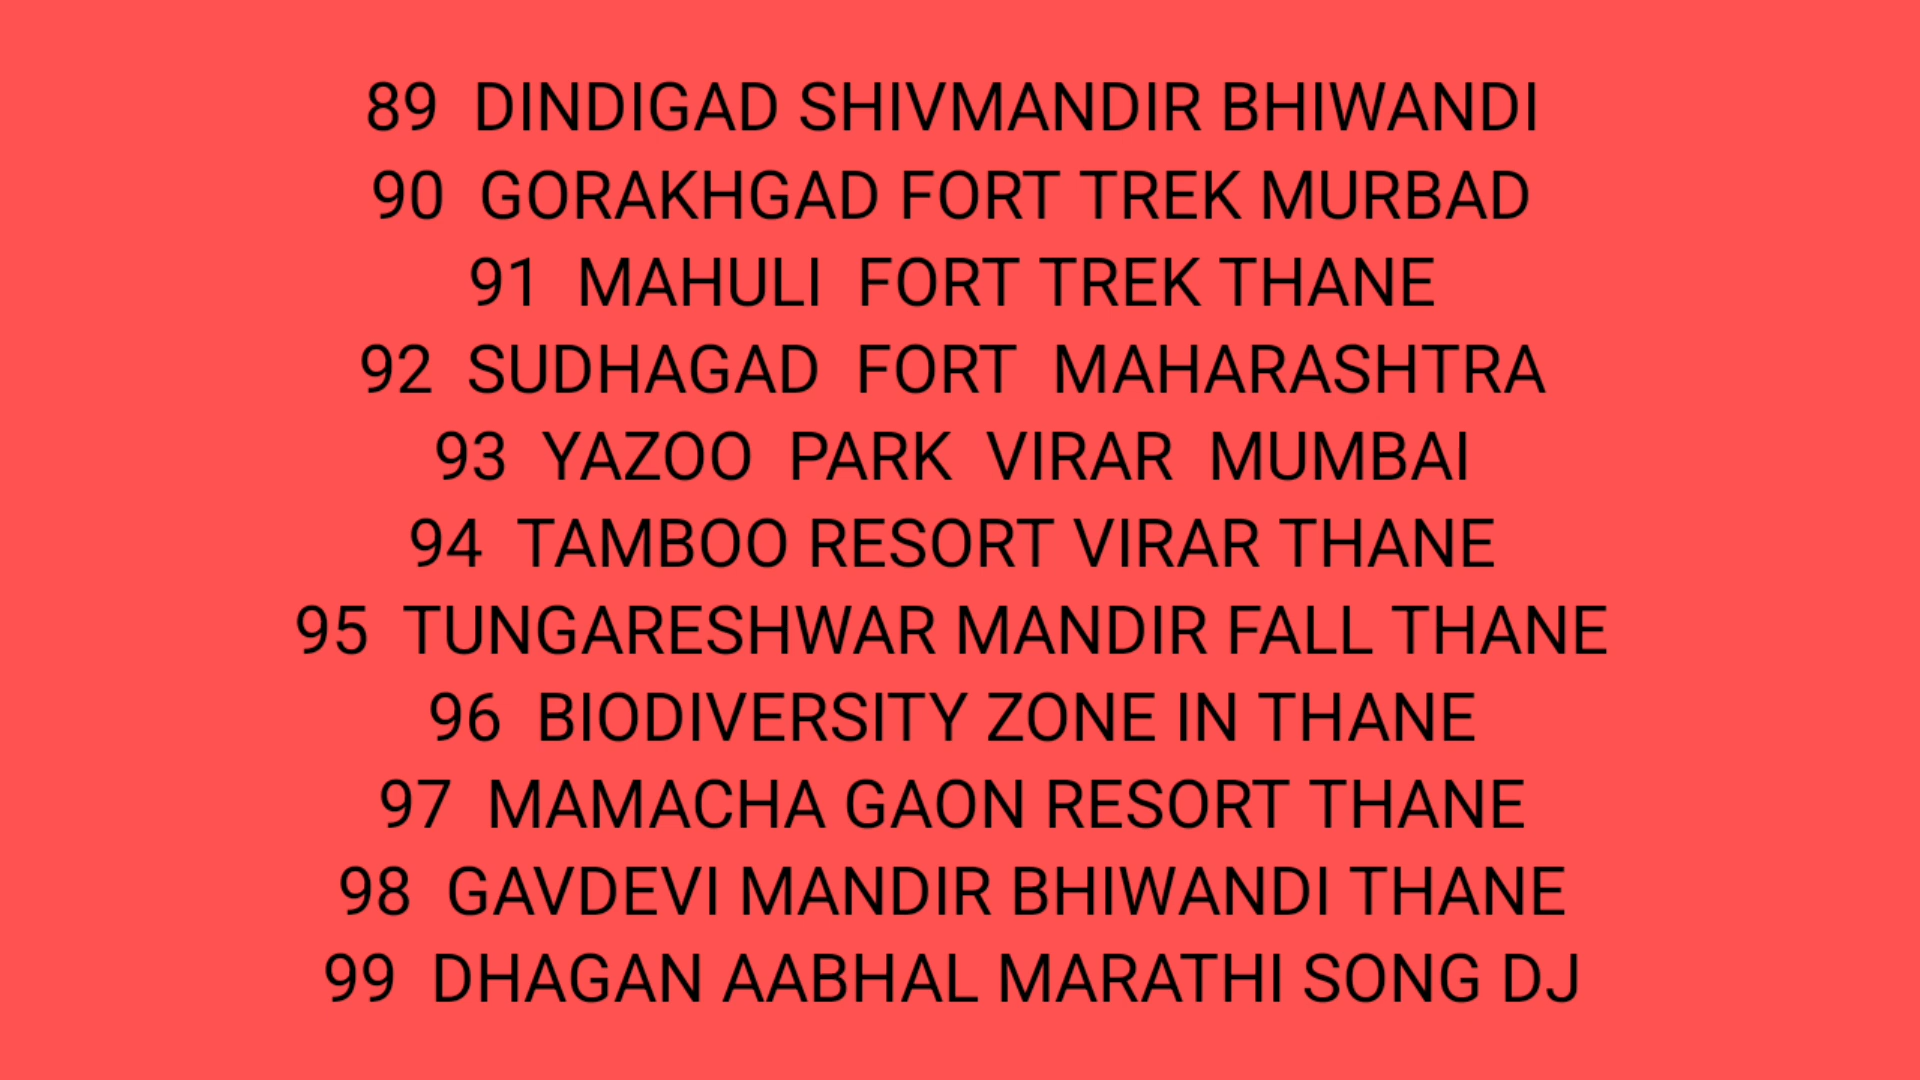 89  DINDIGAD SHIVMANDIR BHIWANDI
90  GORAKHGAD FORT TREK MURBAD
91  MAHULI  FORT TREK THANE
92  SUDHAGAD  FORT  MAHARASHTRA
93  YAZOO  PARK  VIRAR  MUMBAI
94  TAMBOO RESORT VIRAR THANE
95  TUNGARESHWAR MANDIR FALL THANE
96  BIODIVERSITY ZONE IN THANE
97  MAMACHA GAON RESORT THANE
98  GAVDEVI MANDIR BHIWANDI THANE
99  DHAGAN AABHAL MARATHI SONG DJ